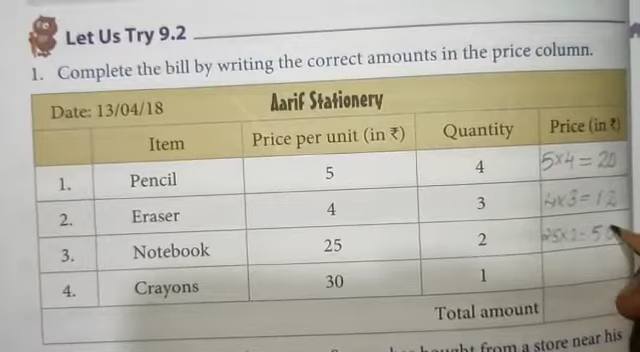 Let Us Try 9.2
1. Complete the bill by writing the correct amounts in the price column.
Date: 13/04/18 Aarif Stationery
Item Price per unit (in ₹) Quantity Price (in ₹)
1. Pencil 5 4 5×4=20
2. Eraser 4 3 4×3=12
3. Notebook 25 2 25×2=50
4. Crayons 30 1
Total amount
bought from a store near his